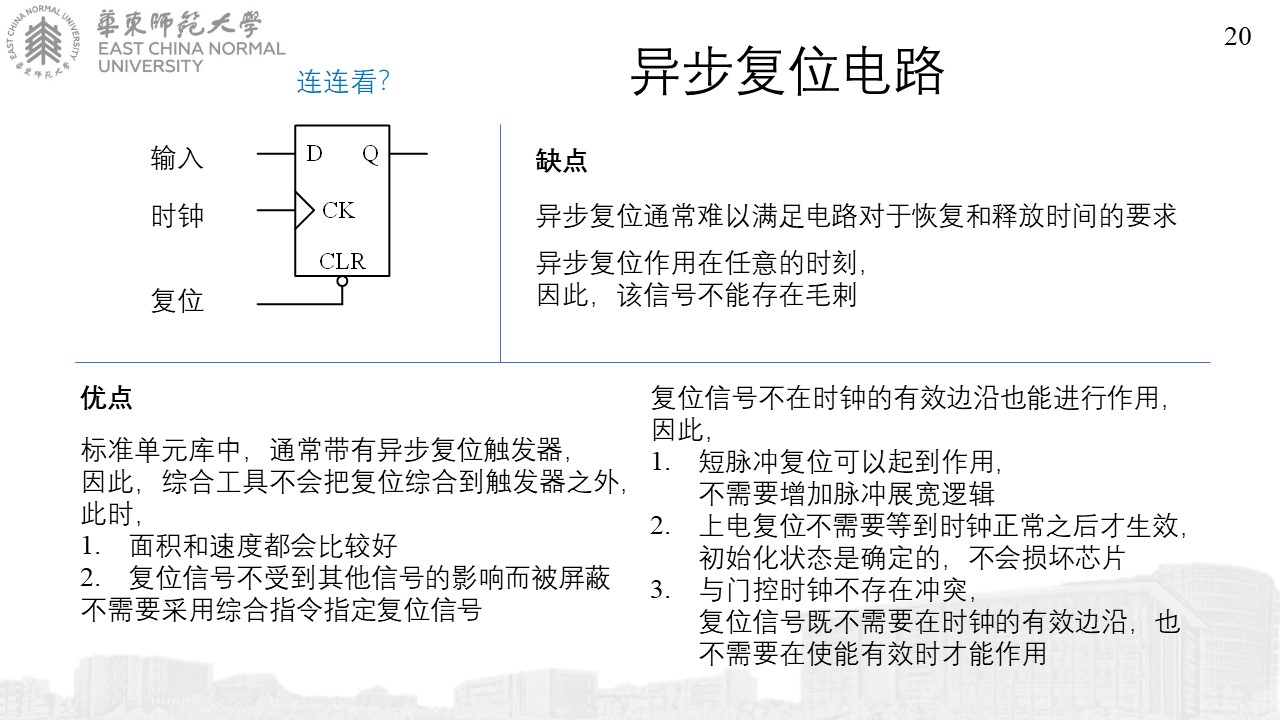 華東師範大學
EAST CHINA NORMAL
UNIVERSITY
EAST CHINA NORMAL UNIVERSITY
華東師範大學
20
异步复位电路
连连看？
输入
时钟
复位
D Q
CK
CLR
缺点
异步复位通常难以满足电路对于恢复和释放时间的要求
异步复位作用在任意的时刻，
因此，该信号不能存在毛刺
优点
标准单元库中，通常带有异步复位触发器，
因此，综合工具不会把复位综合到触发器之外，
此时，
1. 面积和速度都会比较好
2. 复位信号不受到其他信号的影响而被屏蔽
不需要采用综合指令指定复位信号
复位信号不在时钟的有效边沿也能进行作用，
因此，
1. 短脉冲复位可以起到作用，
不需要增加脉冲展宽逻辑
2. 上电复位不需要等到时钟正常之后才生效，
初始化状态是确定的，不会损坏芯片
3. 与门控时钟不存在冲突，
复位信号既不需要在时钟的有效边沿，也
不需要在使能有效时才能作用